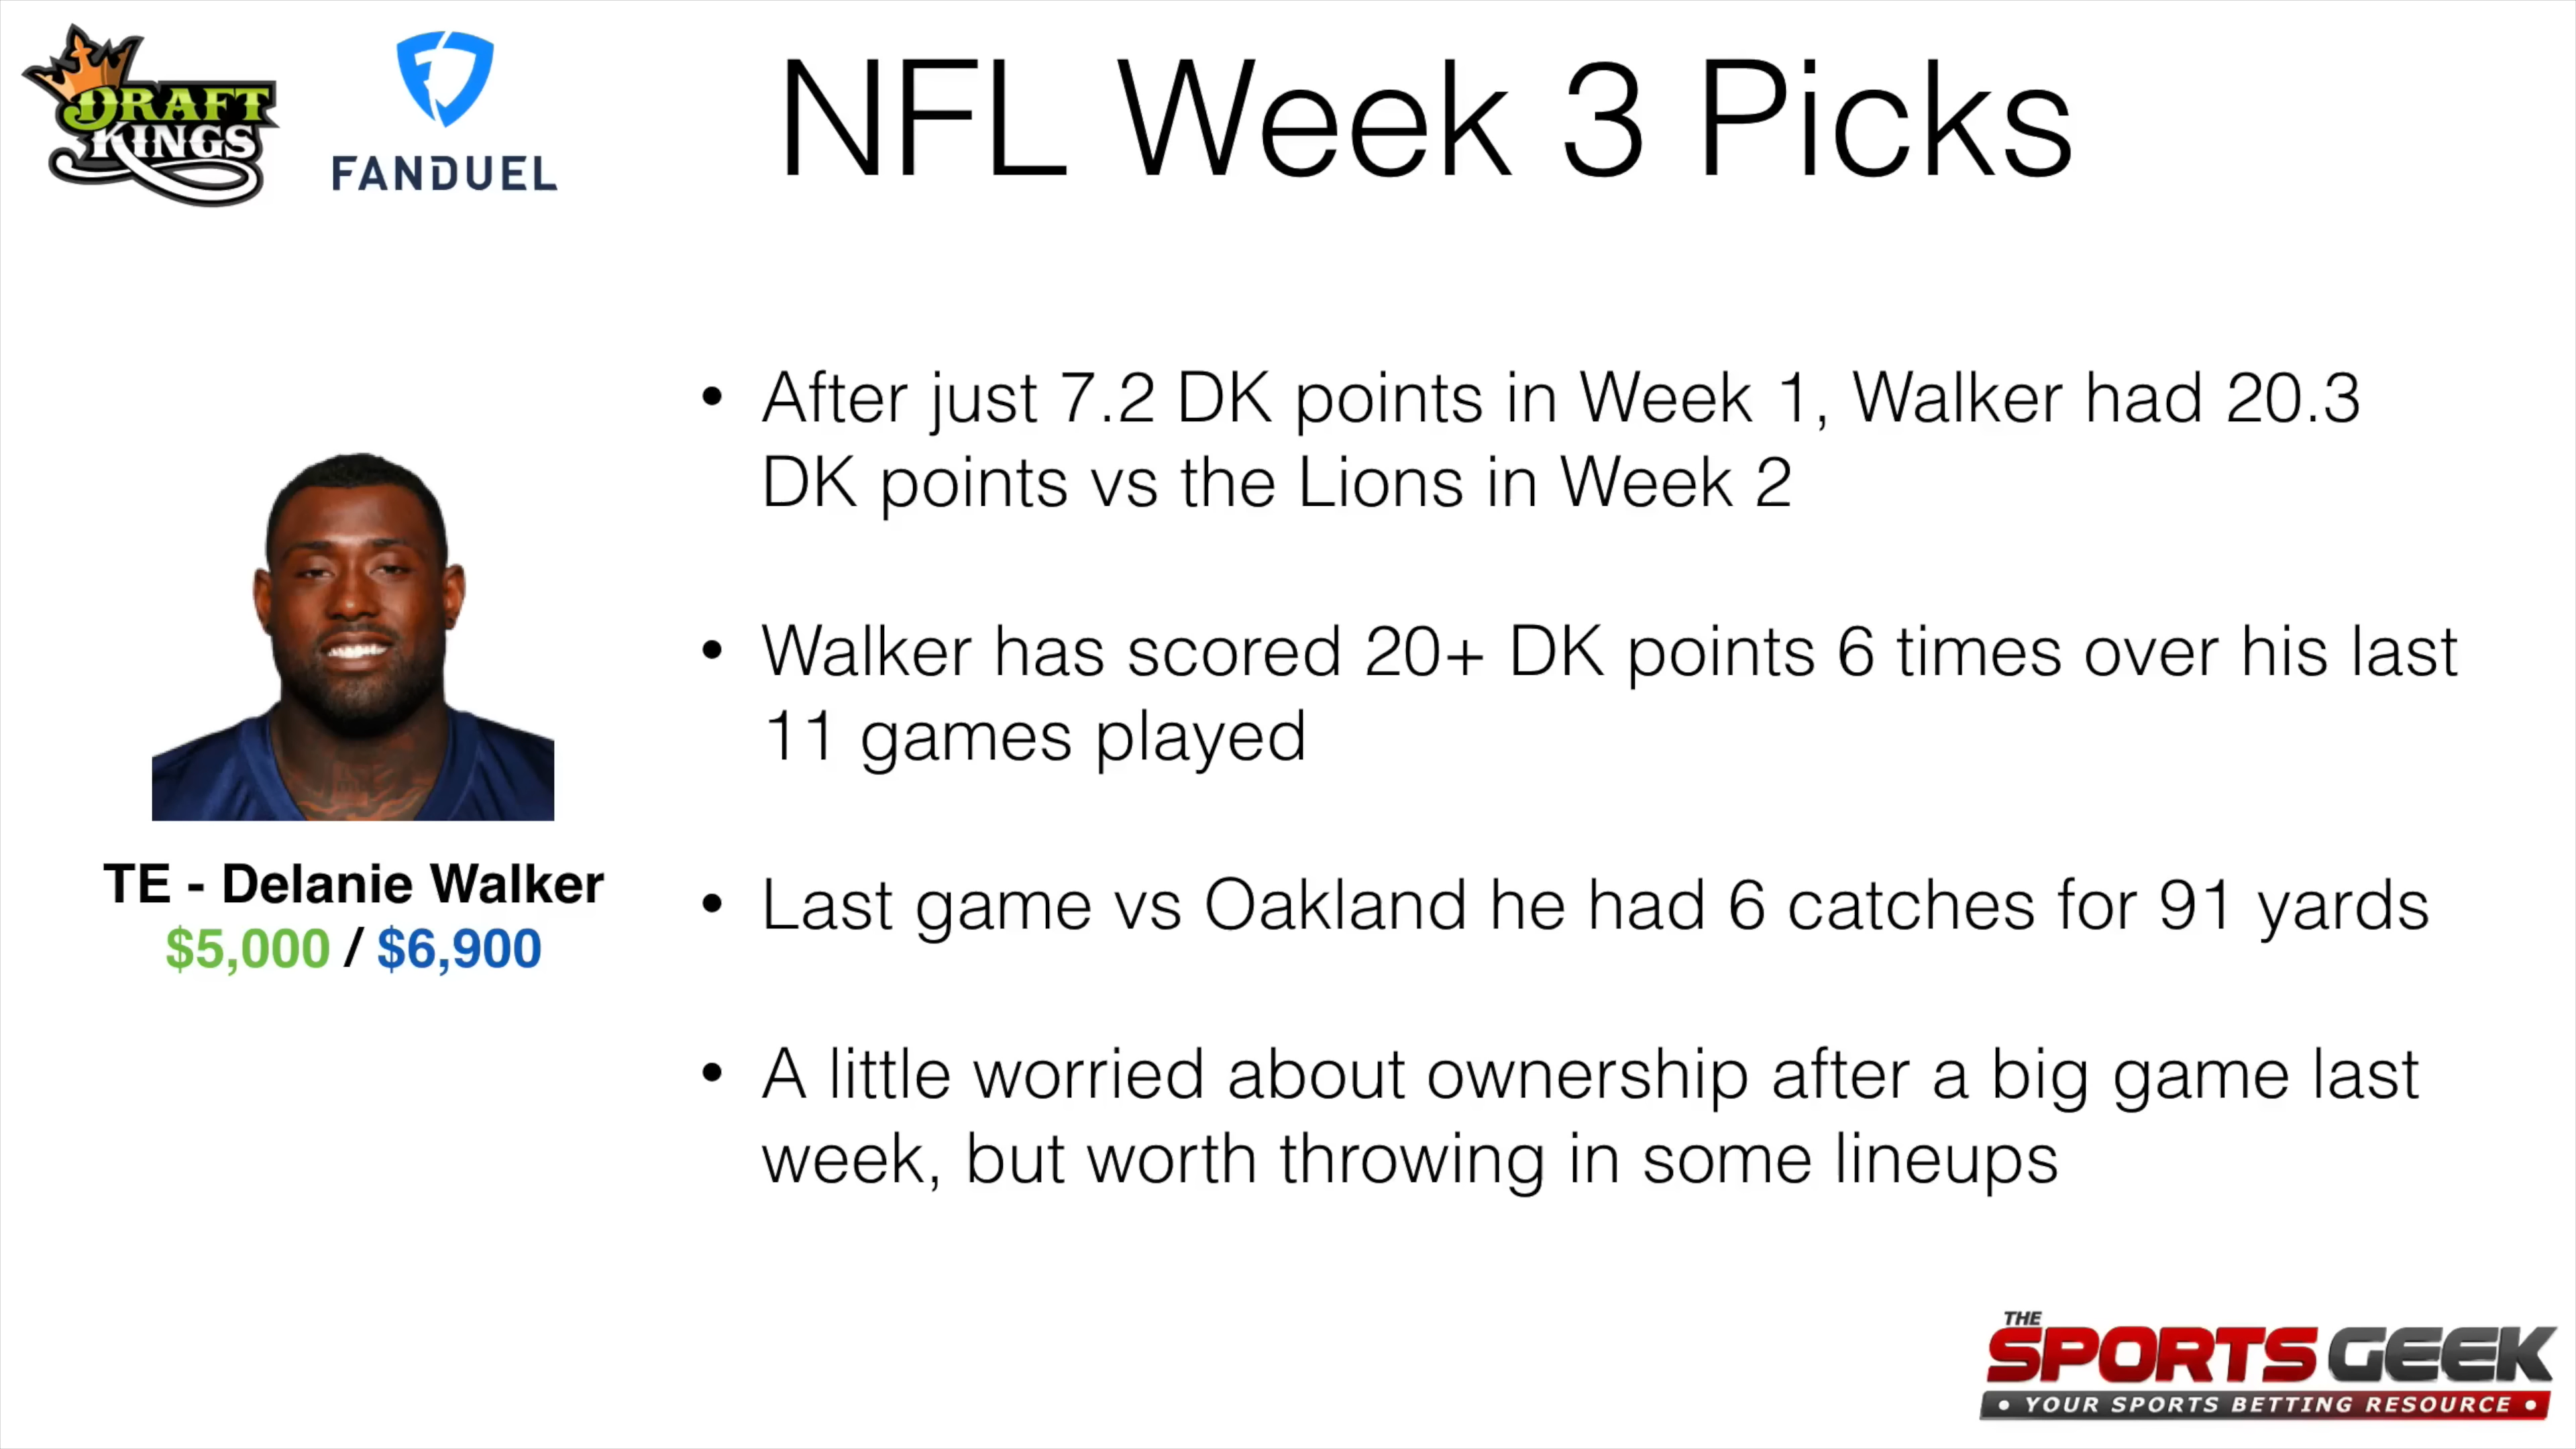 DRAFT
KINGS
FANDUEL
NFL Week 3 Picks
• After just 7.2 DK points in Week 1, Walker had 20.3
DK points vs the Lions in Week 2
• Walker has scored 20+ DK points 6 times over his last
11 games played
• Last game vs Oakland he had 6 catches for 91 yards
• A little worried about ownership after a big game last
week, but worth throwing in some lineups
TE - Delanie Walker
$5,000 / $6,900
THE
SPORTS GEEK
• YOUR SPORTS BETTING RESOURCE •